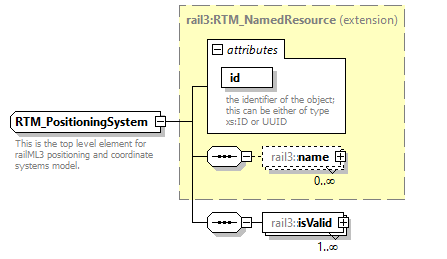 rail3:RTM_NamedResource (extension)
attributes
id
the identifier of the object;
this can be either of type
xs:ID or UUID
RTM_PositioningSystem
This is the top level element for
railML3 positioning and coordinate
systems model.
rail3::name
0..∞
rail3::isValid
1..∞